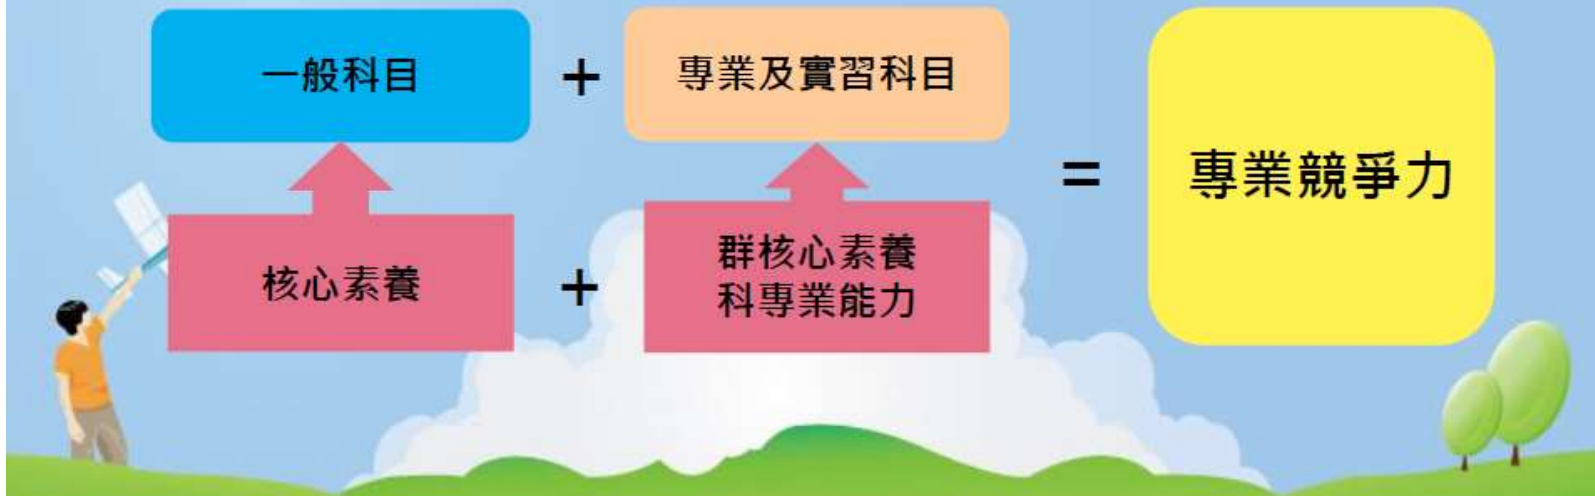 一般科目
+
專業及實習科目
=
專業競爭力
核心素養
+
群核心素養
科專業能力